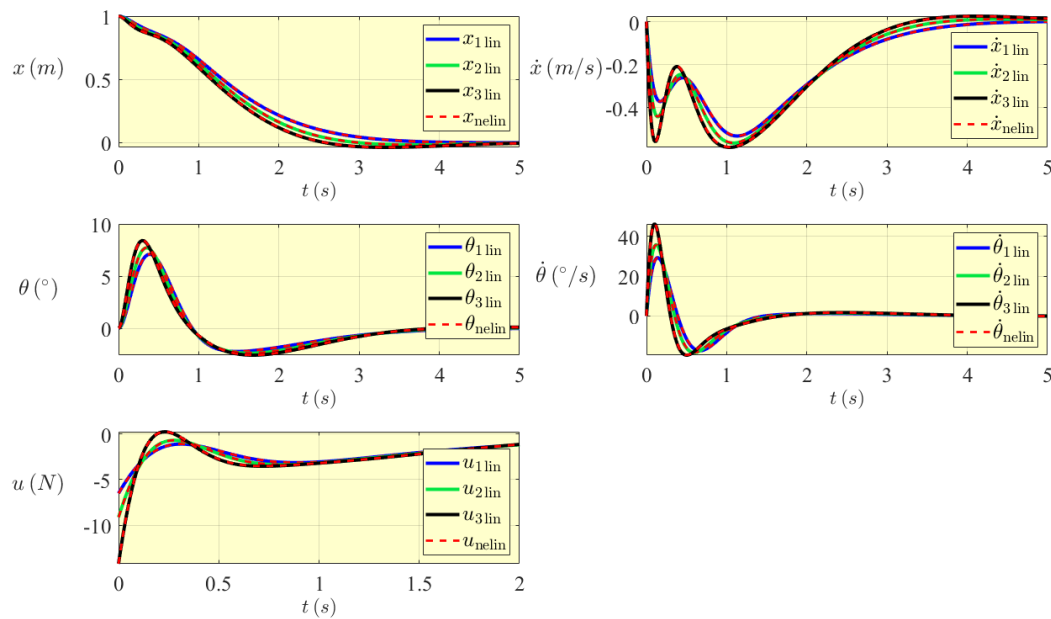 x (m)
1
0.5
0
x₁ lin
x₂ lin
x₃ lin
x nelin
0 1 2 3 4 5
t (s)
ẋ (m/s)
0
-0.2
-0.4
ẋ₁ lin
ẋ₂ lin
ẋ₃ lin
ẋ nelin
0 1 2 3 4 5
t (s)
θ (°)
10
5
0
θ₁ lin
θ₂ lin
θ₃ lin
θ nelin
0 1 2 3 4 5
t (s)
θ̇ (°/s)
40
20
0
θ̇₁ lin
θ̇₂ lin
θ̇₃ lin
θ̇ nelin
0 1 2 3 4 5
t (s)
u (N)
0
-5
-10
u₁ lin
u₂ lin
u₃ lin
u nelin
0 0.5 1 1.5 2
t (s)